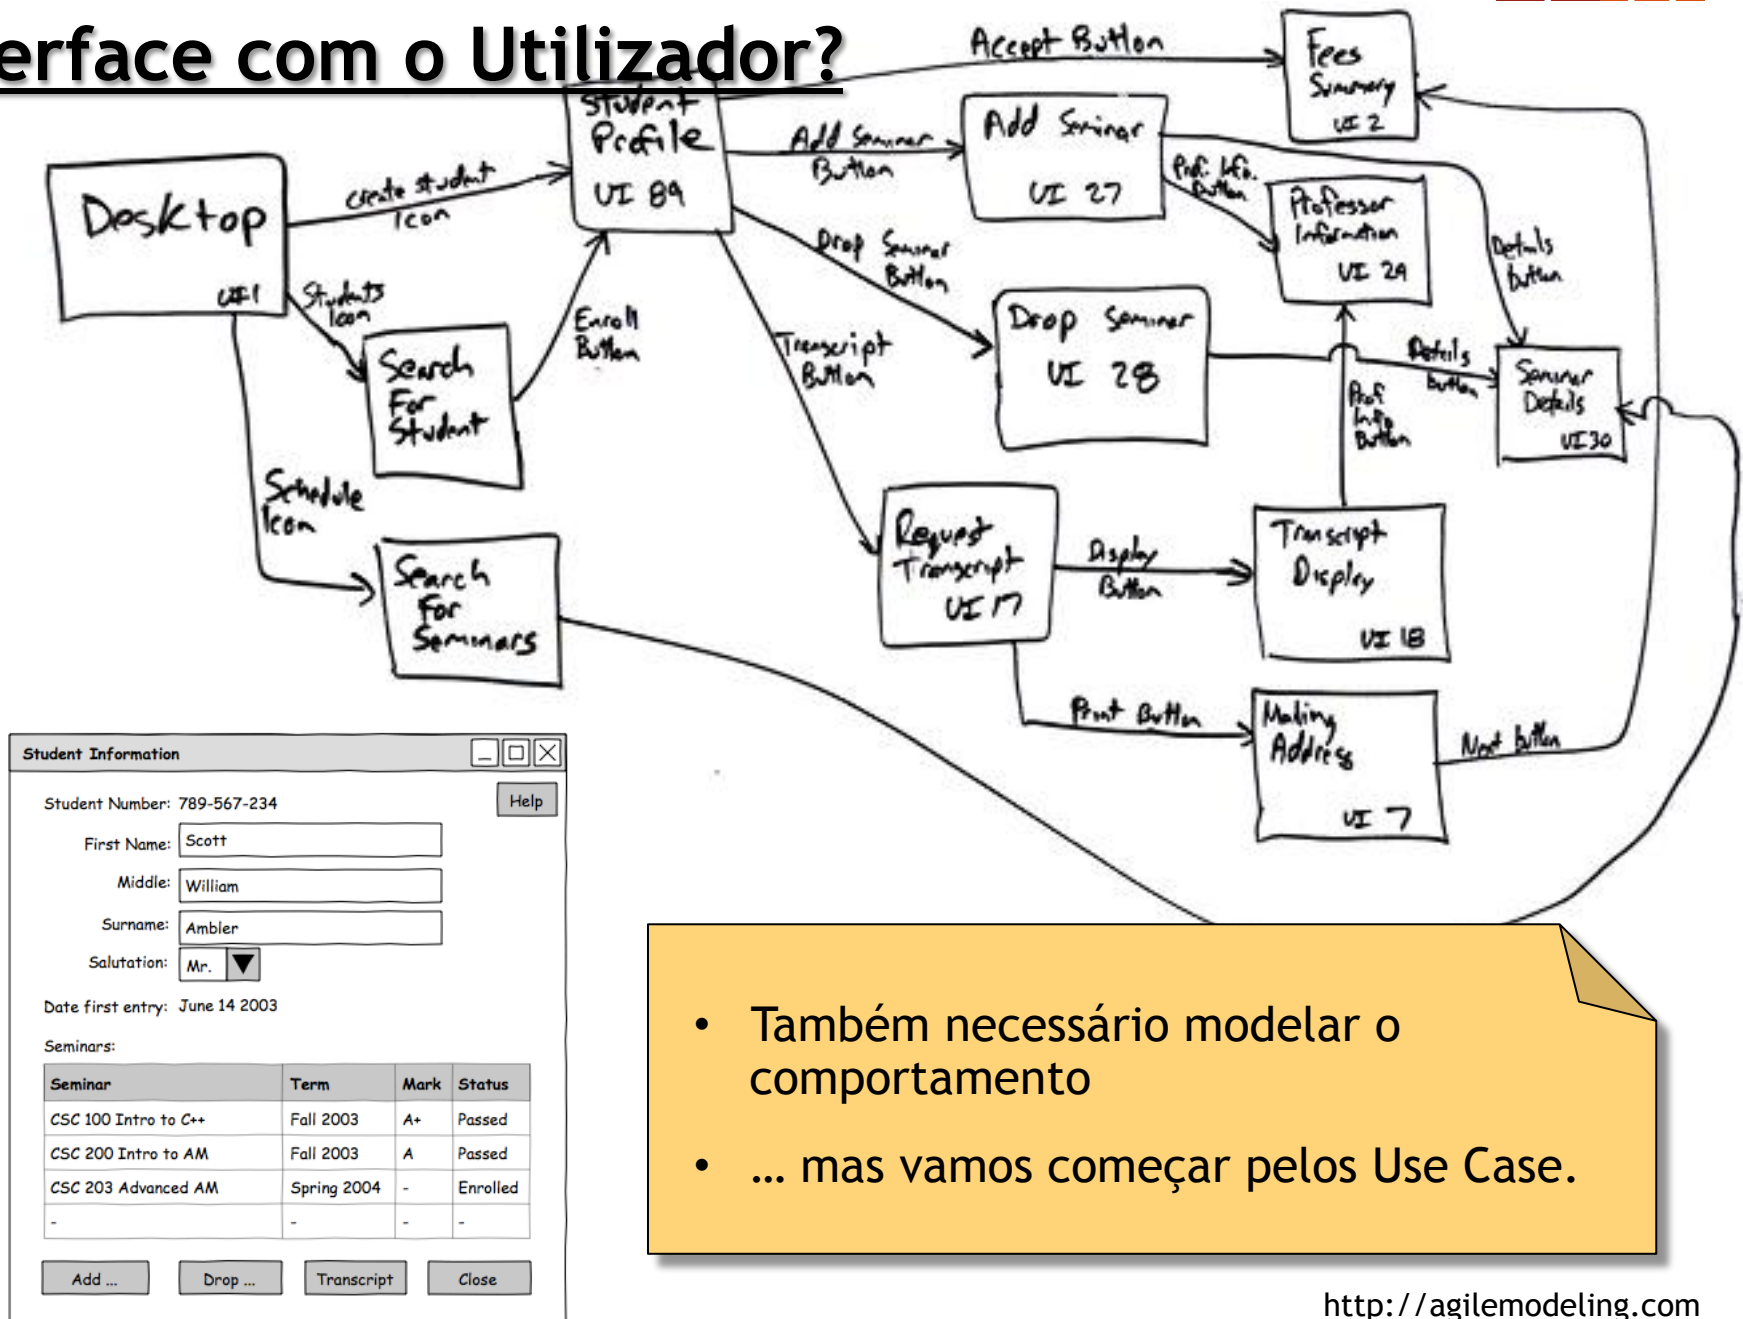 erface com o Utilizador?
Accept Button
Fees
Summary
UI 2
Student
Profile
UI 89
Add Seminar
Button
Add Seminar
UI 27
Prof. Info.
Button
Professor
Information
UI 29
Details
Button
Desktop
UI 1
Create Student
Icon
Students
Icon
Search
For
Student
Enroll
Button
Drop Seminar
Button
Drop Seminar
UI 28
Details
Button
Seminar
Details
UI 30
Transcript
Button
Prof
Info
Button
Schedule
Icon
Search
For
Seminars
Request
Transcript
UI 17
Display
Button
Transcript
Display
UI 18
Print Button
Mailing
Address
UI 7
Next Button
Student Information
Student Number: 789-567-234
Help
First Name: Scott
Middle: William
Surname: Ambler
Salutation: Mr.
Date first entry: June 14 2003
Seminars:
Seminar Term Mark Status
CSC 100 Intro to C++ Fall 2003 A+ Passed
CSC 200 Intro to AM Fall 2003 A Passed
CSC 203 Advanced AM Spring 2004 - Enrolled
- - - -
Add ... Drop ... Transcript Close
• Também necessário modelar o
comportamento
• … mas vamos começar pelos Use Case.
http://agilemodeling.com